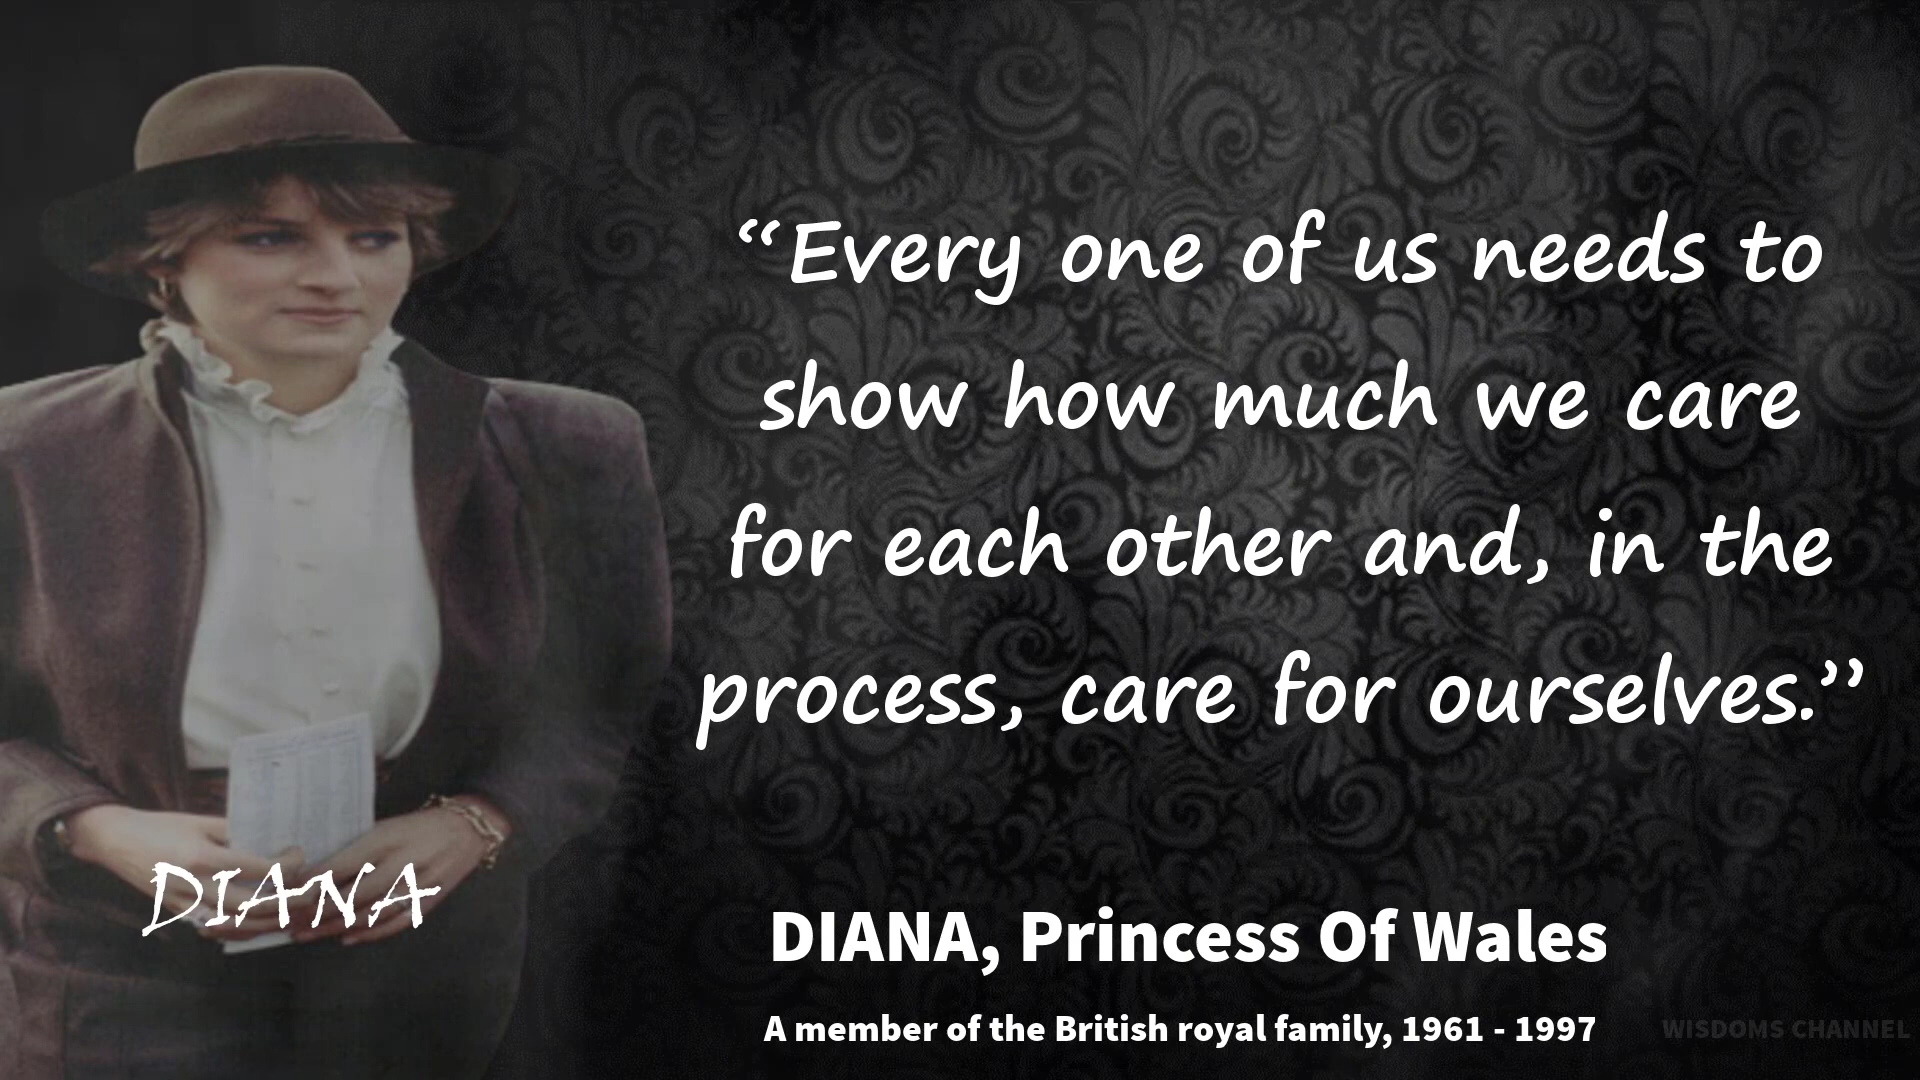 “Every one of us needs to
show how much we care
for each other and, in the
process, care for ourselves.”
DIANA
DIANA, Princess Of Wales
A member of the British royal family, 1961 - 1997
WISDOMS CHANNEL